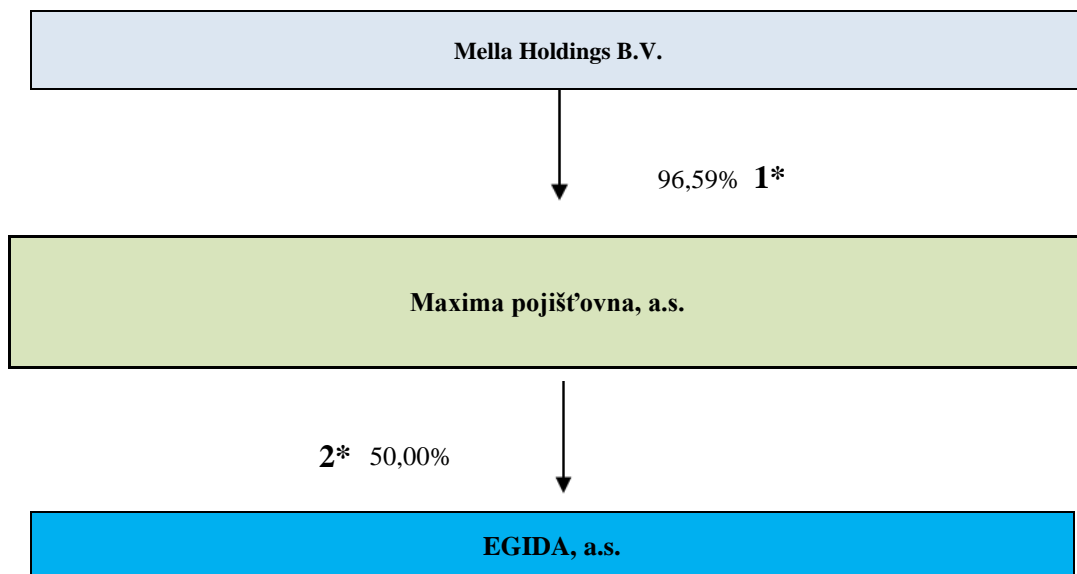 Mella Holdings B.V.
96,59% 1*
Maxima pojišťovna, a.s.
2* 50,00%
EGIDA, a.s.